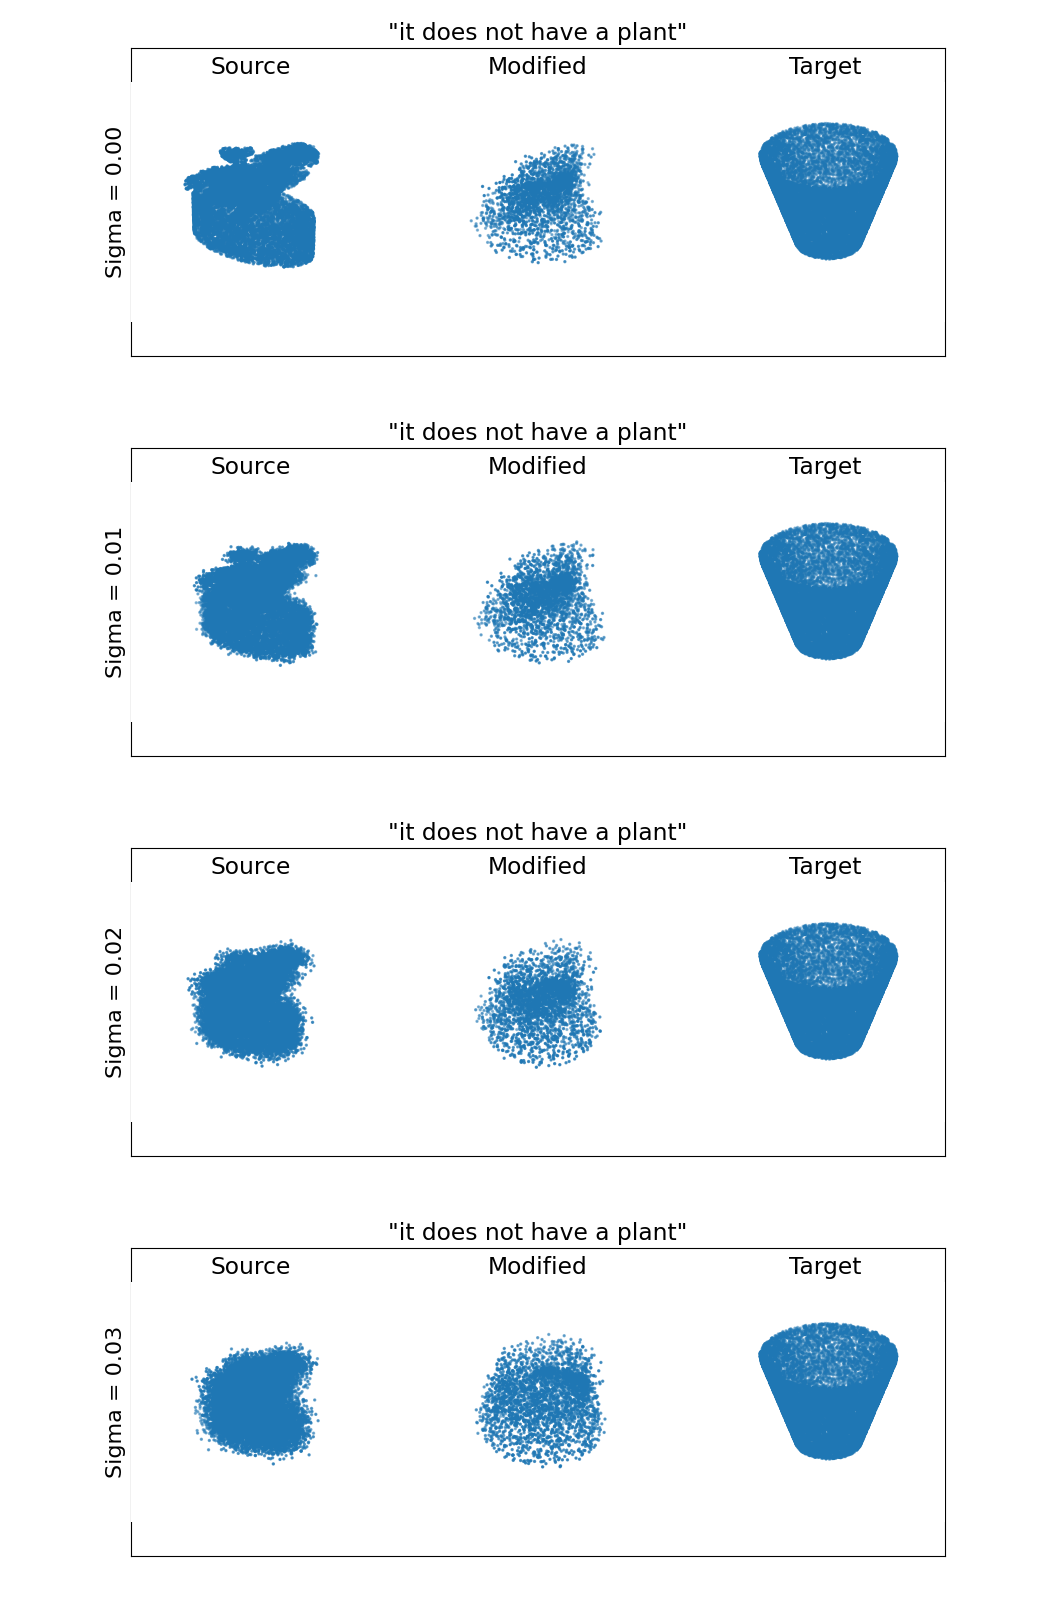 "it does not have a plant"
Source Modified Target
Sigma = 0.00
"it does not have a plant"
Source Modified Target
Sigma = 0.01
"it does not have a plant"
Source Modified Target
Sigma = 0.02
"it does not have a plant"
Source Modified Target
Sigma = 0.03